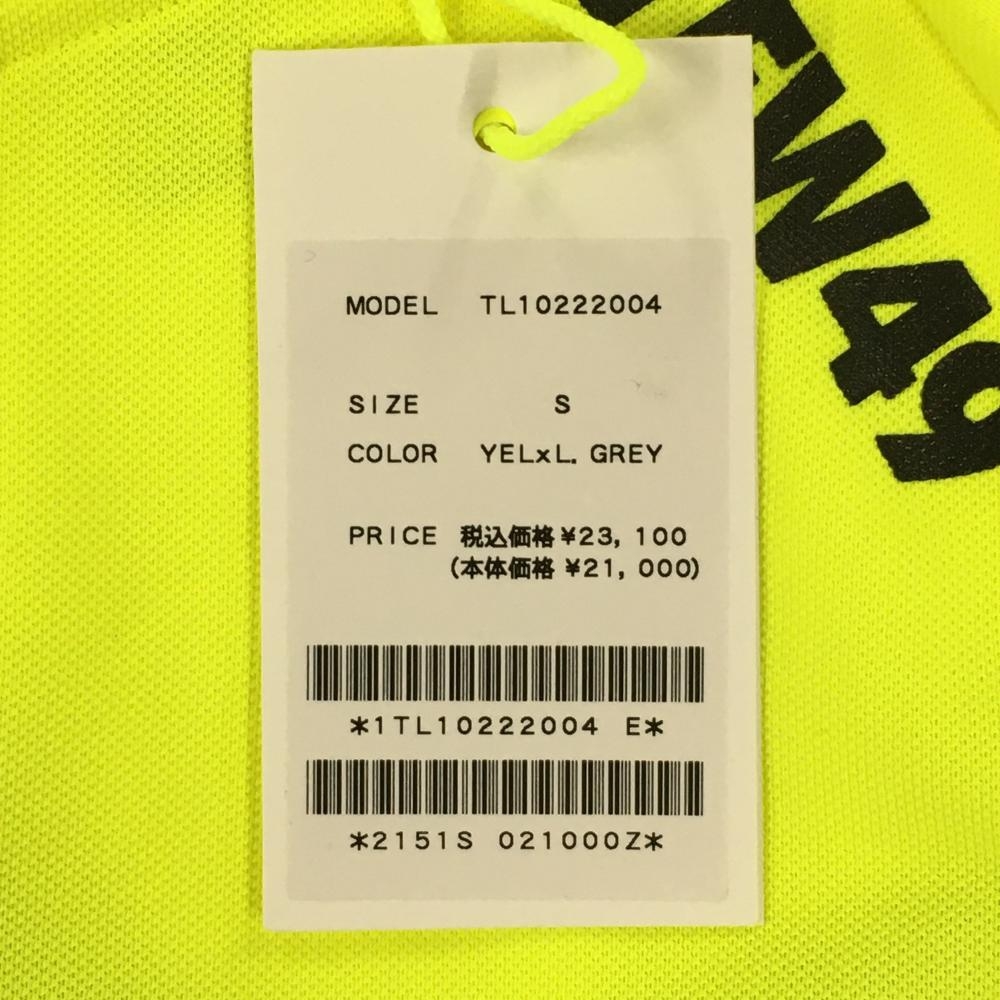 EW49
MODEL TL10222004
SIZE S
COLOR YELxL. GREY
PRICE 税込価格 ¥23, 100
(本体価格 ¥21, 000)
*1TL10222004 E*
*2151S 021000Z*